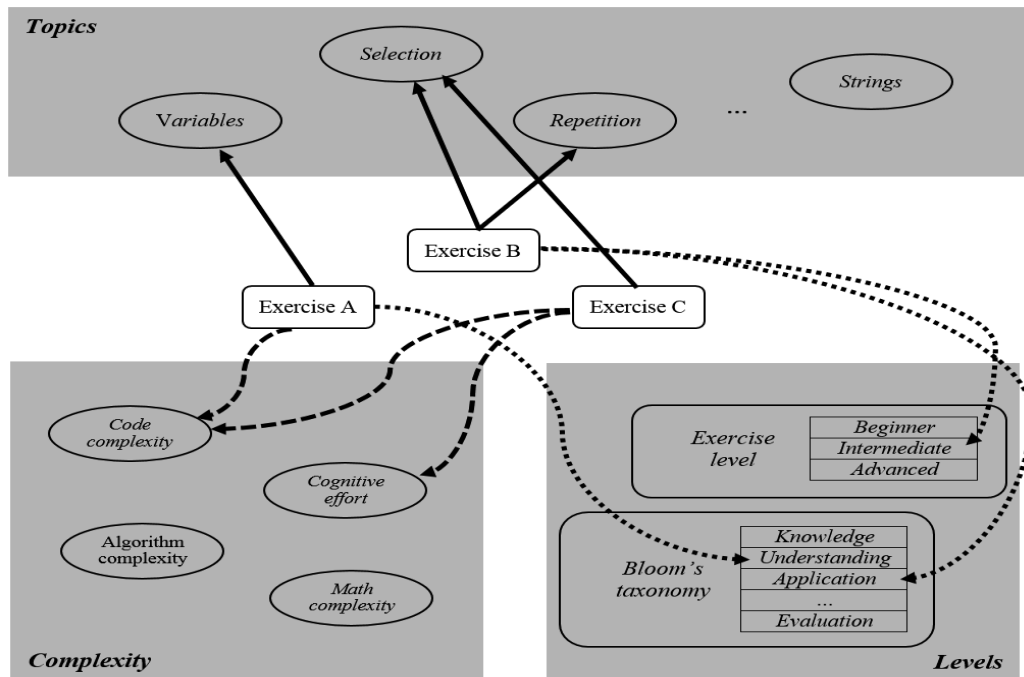 Topics
Selection
Strings
Variables
Repetition
...
Exercise B
Exercise A
Exercise C
Code
complexity
Cognitive
effort
Algorithm
complexity
Math
complexity
Complexity
Exercise
level
Beginner
Intermediate
Advanced
Bloom's
taxonomy
Knowledge
Understanding
Application
...
Evaluation
Levels